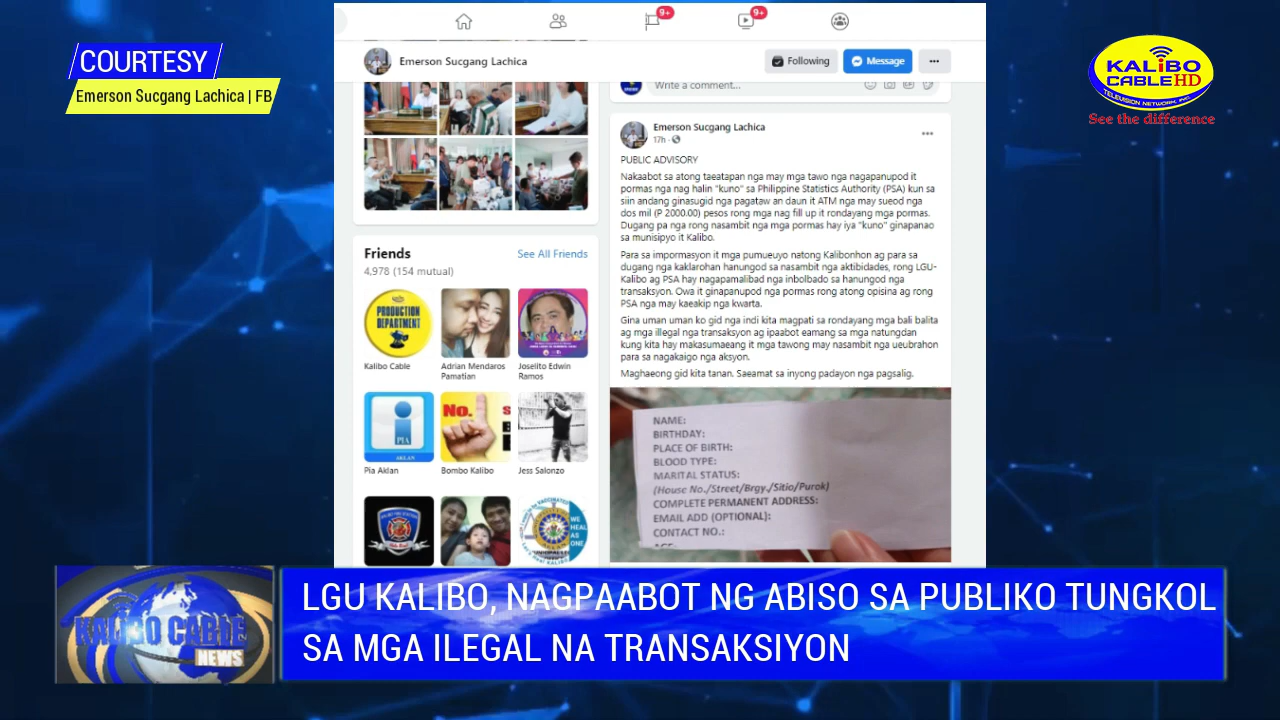 COURTESY
Emerson Sucgang Lachica | FB
KALIBO
CABLE HD
TELEVISION NETWORK, INC.
See the difference
9+
9+
Emerson Sucgang Lachica
Following
Message
Write a comment...
Emerson Sucgang Lachica
17h
PUBLIC ADVISORY
Nakaabot sa atong taeatapan nga may mga tawo nga nagapanupod it
pormas nga nag halin "kuno" sa Philippine Statistics Authority (PSA) kun sa
siin andang ginasugid nga pagataw an daun it ATM nga may sueod nga
dos mil (P 2000.00) pesos rong mga nag fill up it rondayang mga pormas.
Dugang pa nga rong nasambit nga mga pormas hay iya "kuno" ginapanao
sa munisipyo it Kalibo.
Para sa impormasyon it mga pumueuyo natong Kalibonhon ag para sa
dugang nga kaklarohan hanungod sa nasambit nga aktibidades, rong LGU-
Kalibo ag PSA hay nagapamalibad nga inbolbado sa hanungod nga
transaksyon. Owa it ginapanupod nga pormas rong atong opisina ag rong
PSA nga may kaeakip nga kwarta.
Gina uman uman ko gid nga indi kita magpati sa rondayang mga bali balita
ag mga illegal nga transaksyon ag ipaabot eamang sa mga natungdan
kung kita hay makasumaeang it mga tawong may nasambit nga ueubrahon
para sa nagakaigo nga aksyon.
Maghaeong gid kita tanan. Saeamat sa inyong padayon nga pagsalig.
Friends
See All Friends
4,978 (154 mutual)
PRODUCTION
DEPARTMENT
Kalibo Cable
Adrian Mendaros
Pamatian
Joselito Edwin
Ramos
PIA
AKLAN
No.
Pia Aklan
Bombo Kalibo
Jess Salonzo
WE
HEAL
AS
ONE
NAME:
BIRTHDAY:
PLACE OF BIRTH:
BLOOD TYPE:
MARITAL STATUS:
(House No./Street/Brgy./Sitio/Purok)
COMPLETE PERMANENT ADDRESS:
EMAIL ADD (OPTIONAL):
CONTACT NO.:
AGE:
KALIBO CABLE
NEWS
LGU KALIBO, NAGPAABOT NG ABISO SA PUBLIKO TUNGKOL
SA MGA ILEGAL NA TRANSAKSIYON